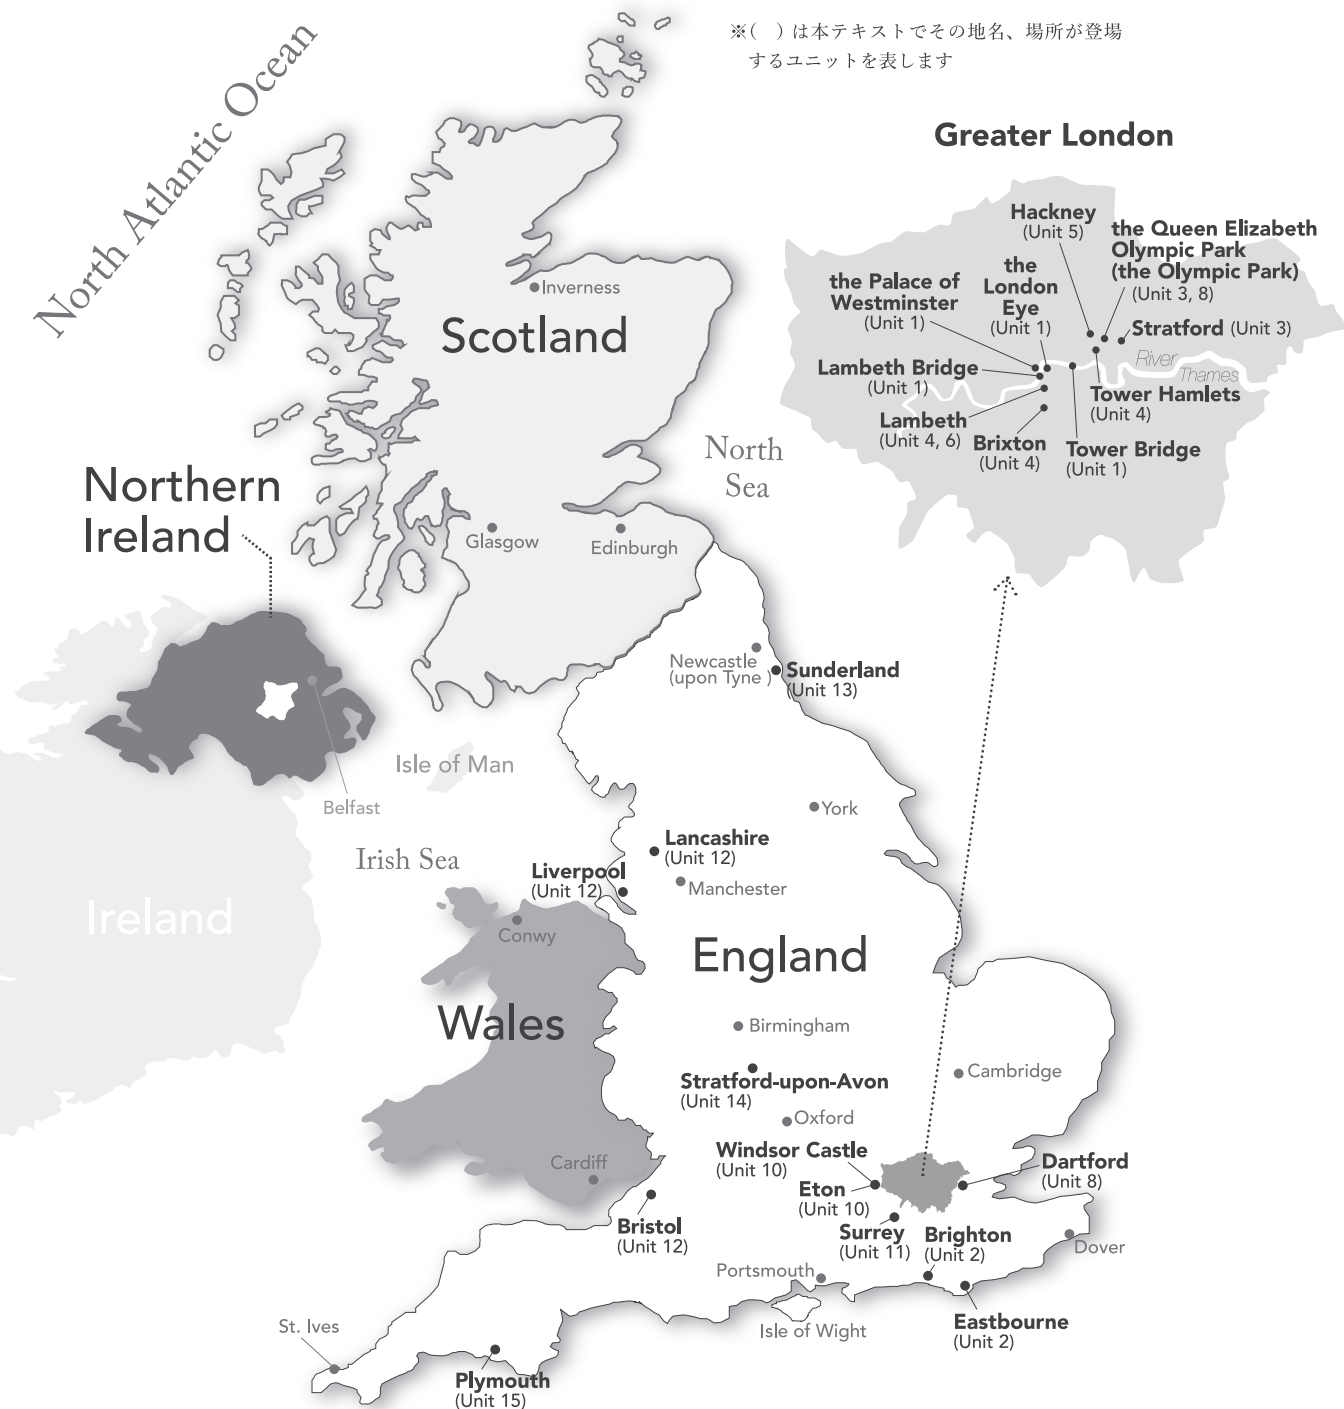 ※(　)は本テキストでその地名、場所が登場
するユニットを表します
North Atlantic Ocean
Greater London
Hackney
(Unit 5)
the Queen Elizabeth
Olympic Park
(the Olympic Park)
(Unit 3, 8)
the Palace of
Westminster
(Unit 1)
the
London
Eye
(Unit 1)
Stratford (Unit 3)
River
Thames
Lambeth Bridge
(Unit 1)
Tower Hamlets
(Unit 4)
Lambeth
(Unit 4, 6)
Brixton
(Unit 4)
Tower Bridge
(Unit 1)
Inverness
Scotland
North
Sea
Northern
Ireland
Glasgow
Edinburgh
Newcastle
(upon Tyne )
Sunderland
(Unit 13)
Isle of Man
Belfast
York
Irish Sea
Lancashire
(Unit 12)
Liverpool
(Unit 12)
Manchester
Ireland
Conwy
England
Wales
Birmingham
Stratford-upon-Avon
(Unit 14)
Cambridge
Oxford
Windsor Castle
(Unit 10)
Dartford
(Unit 8)
Cardiff
Eton
(Unit 10)
Bristol
(Unit 12)
Surrey
(Unit 11)
Brighton
(Unit 2)
Dover
Portsmouth
Isle of Wight
Eastbourne
(Unit 2)
St. Ives
Plymouth
(Unit 15)